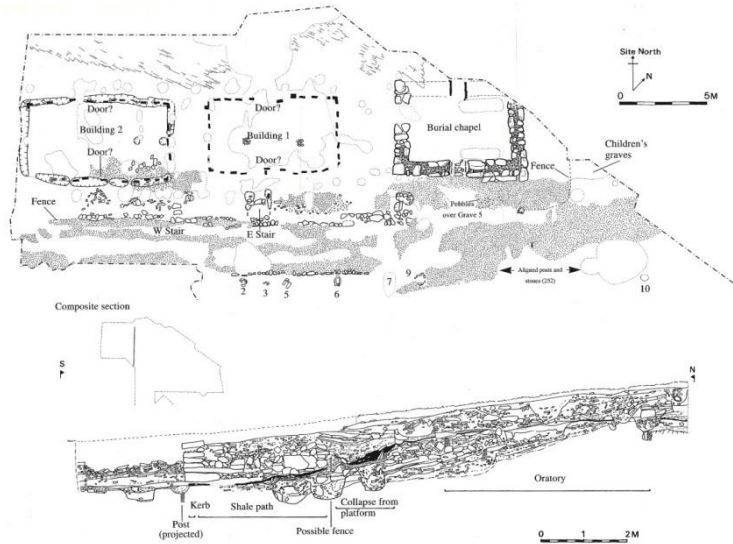 Site North
N
0 5M
Door?
Building 2
Door?
Door?
Building 1
Door?
Burial chapel
Fence
Children's
graves
Fence
W Stair
E Stair
Pebbles
over Grave 5
2
3
5
6
7
9
Aligned posts and
stones (252)
10
Composite section
S
N
Post
(projected)
Kerb
Shale path
Possible fence
Collapse from
platform
Oratory
0 1 2M